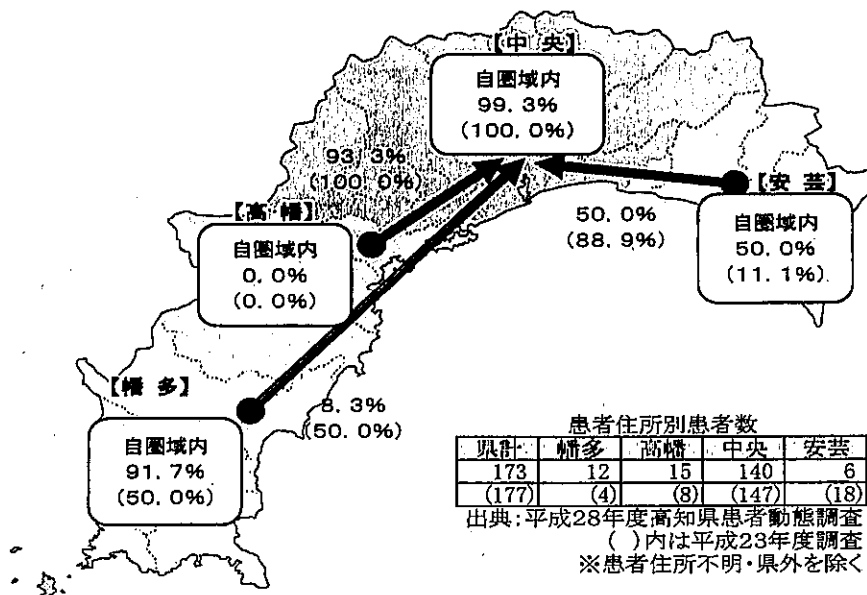 【中 央】
自圏域内
99.3%
(100.0%)
93.3%
(100.0%)
【高 幡】
自圏域内
0.0%
(0.0%)
【安 芸】
自圏域内
50.0%
(11.1%)
50.0%
(88.9%)
【幡 多】
自圏域内
91.7%
(50.0%)
8.3%
(50.0%)
患者住所別患者数
県計 幡多 高幡 中央 安芸
173 12 15 140 6
(177) (4) (8) (147) (18)
出典:平成28年度高知県患者動態調査
( )内は平成23年度調査
※患者住所不明・県外を除く